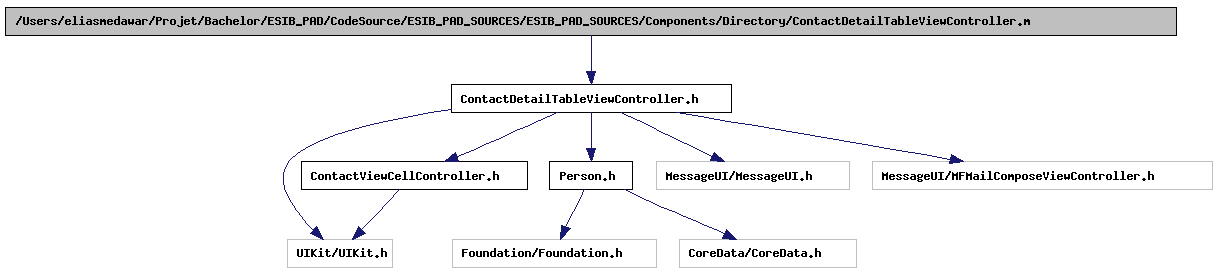 /Users/eliasmedawar/Projet/Bachelor/ESIB_PAD/CodeSource/ESIB_PAD_SOURCES/ESIB_PAD_SOURCES/Components/Directory/ContactDetailTableViewController.m
ContactDetailTableViewController.h
ContactViewCellController.h
Person.h
MessageUI/MessageUI.h
MessageUI/MFMailComposeViewController.h
UIKit/UIKit.h
Foundation/Foundation.h
CoreData/CoreData.h